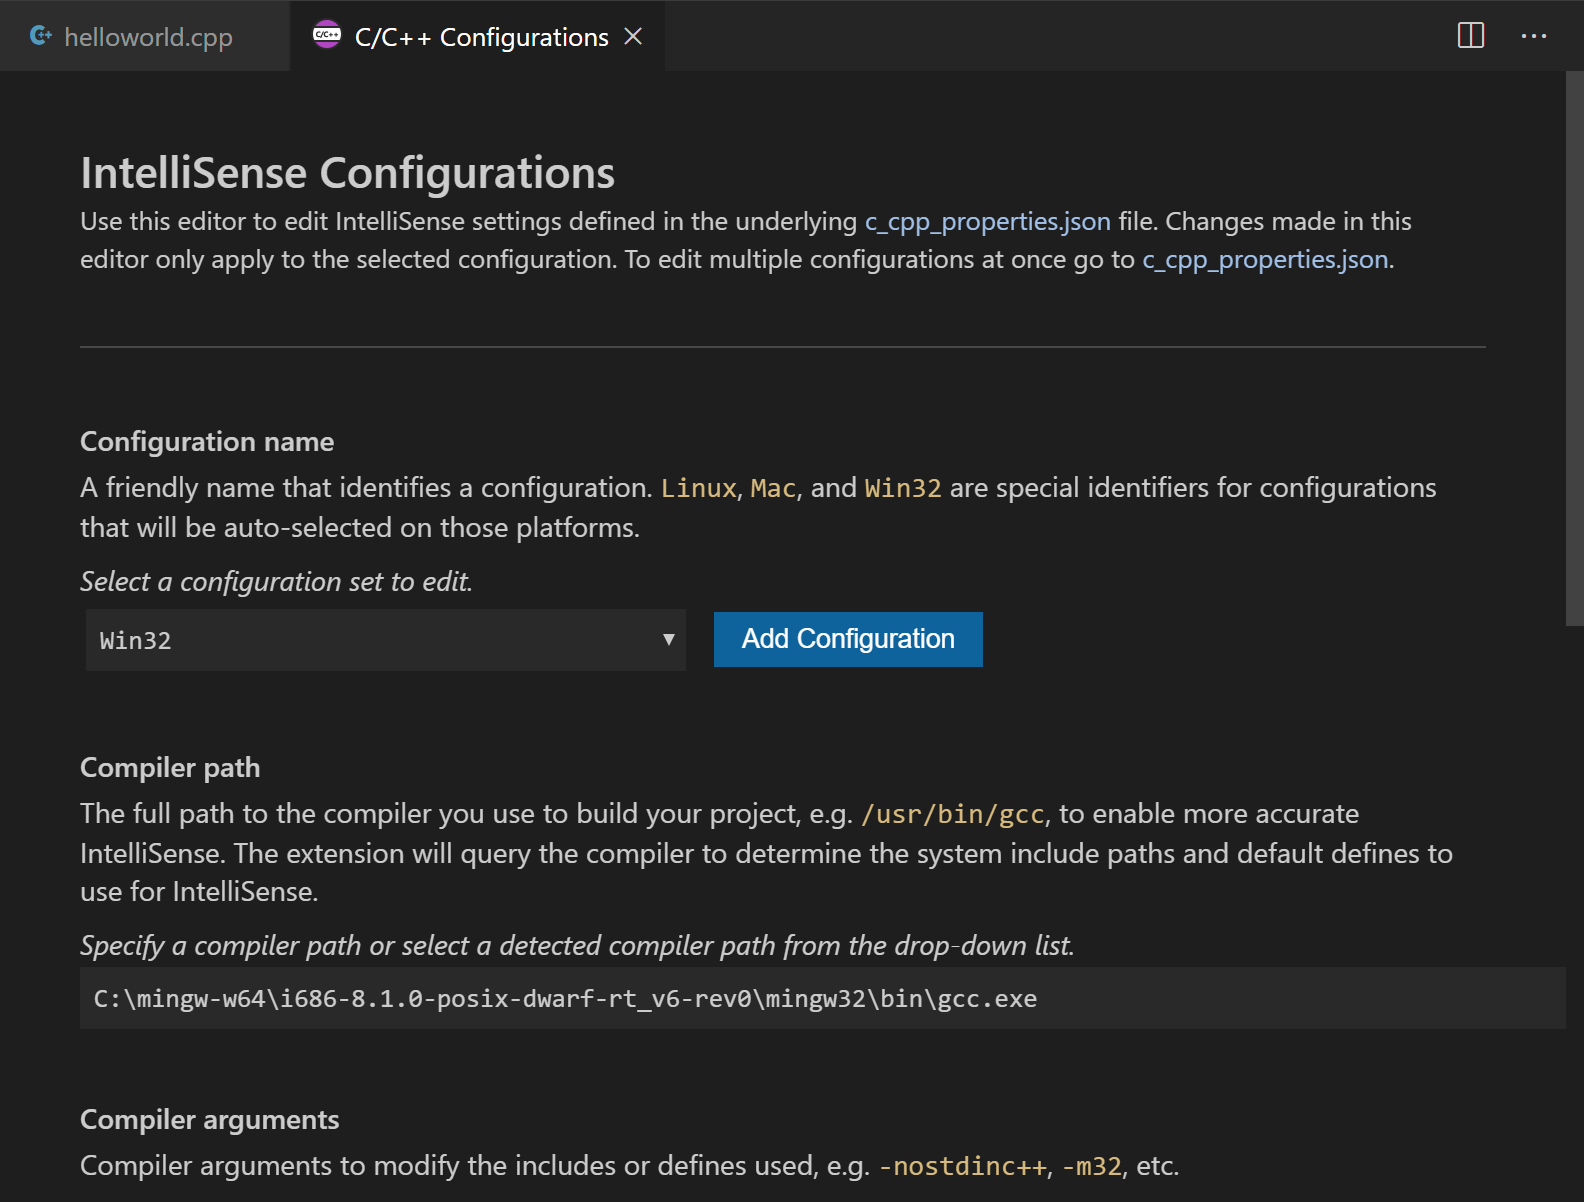 helloworld.cpp
C/C++ C/C++ Configurations
IntelliSense Configurations
Use this editor to edit IntelliSense settings defined in the underlying c_cpp_properties.json file. Changes made in this
editor only apply to the selected configuration. To edit multiple configurations at once go to c_cpp_properties.json.
Configuration name
A friendly name that identifies a configuration. Linux, Mac, and Win32 are special identifiers for configurations
that will be auto-selected on those platforms.
Select a configuration set to edit.
Win32
Add Configuration
Compiler path
The full path to the compiler you use to build your project, e.g. /usr/bin/gcc, to enable more accurate
IntelliSense. The extension will query the compiler to determine the system include paths and default defines to
use for IntelliSense.
Specify a compiler path or select a detected compiler path from the drop-down list.
C:\mingw-w64\i686-8.1.0-posix-dwarf-rt_v6-rev0\mingw32\bin\gcc.exe
Compiler arguments
Compiler arguments to modify the includes or defines used, e.g. -nostdinc++, -m32, etc.